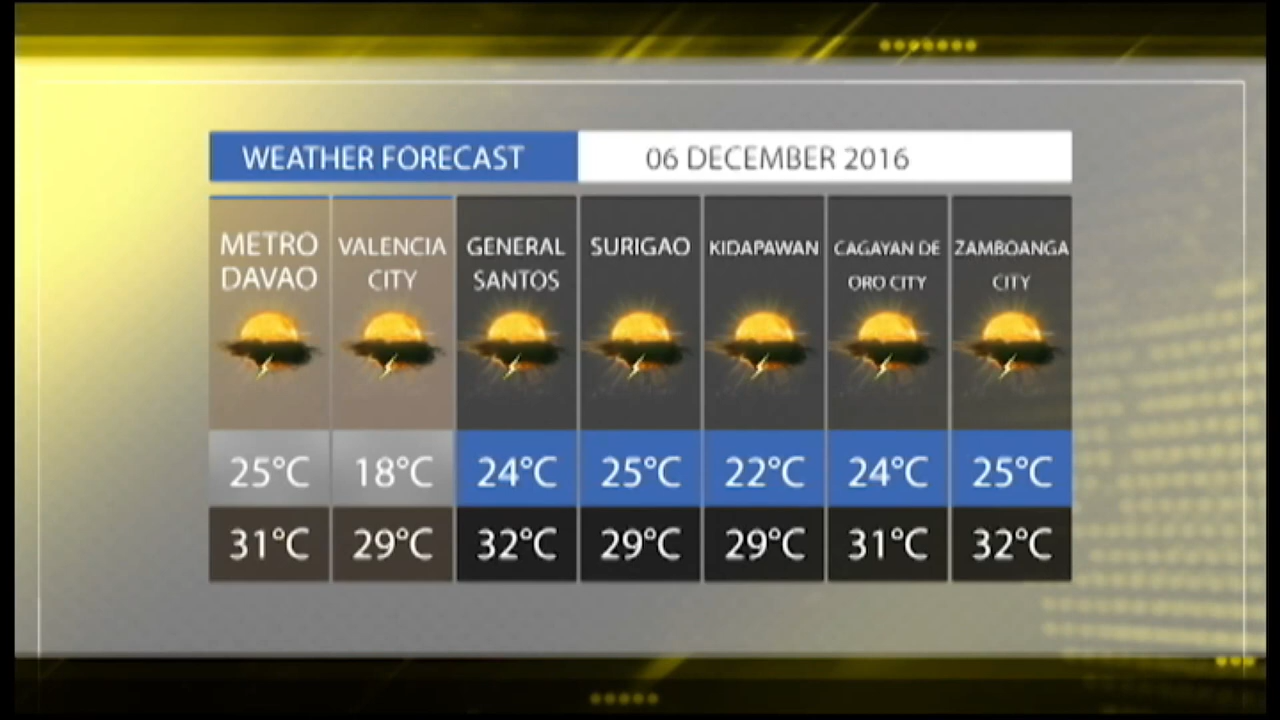 WEATHER FORECAST
06 DECEMBER 2016
METRO
DAVAO
VALENCIA
CITY
GENERAL
SANTOS
SURIGAO
KIDAPAWAN
CAGAYAN DE
ORO CITY
ZAMBOANGA
CITY
25°C 18°C 24°C 25°C 22°C 24°C 25°C
31°C 29°C 32°C 29°C 29°C 31°C 32°C